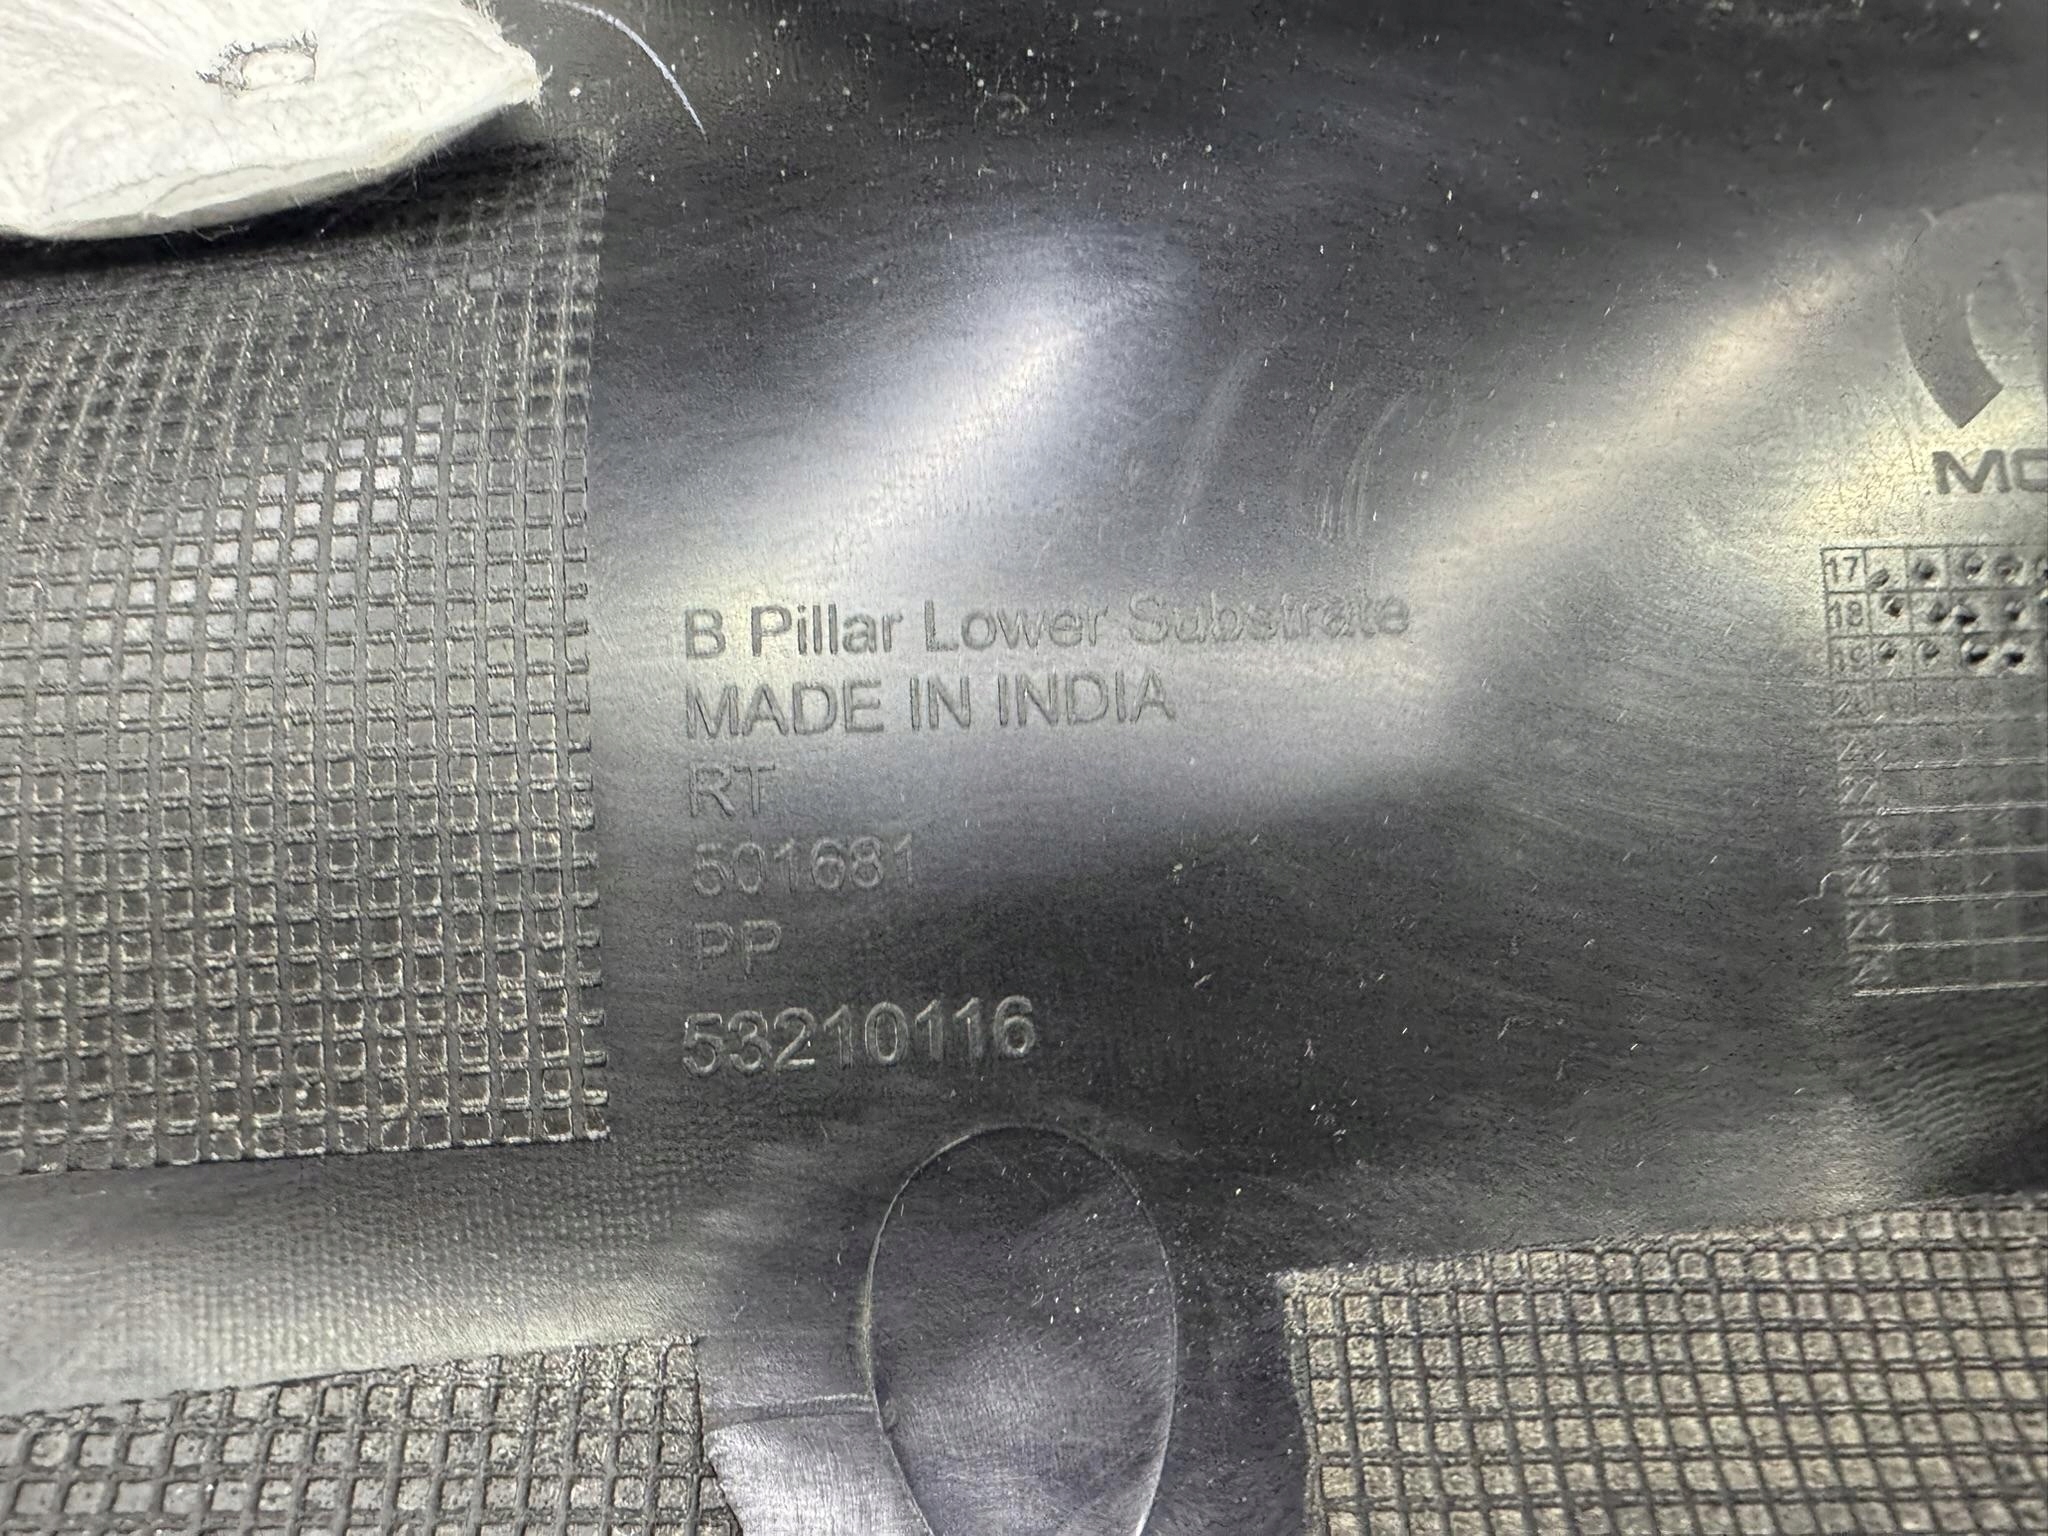 B Pillar Lower Substrate
MADE IN INDIA
RT
501681
PP
53210116
MO
17
18
19